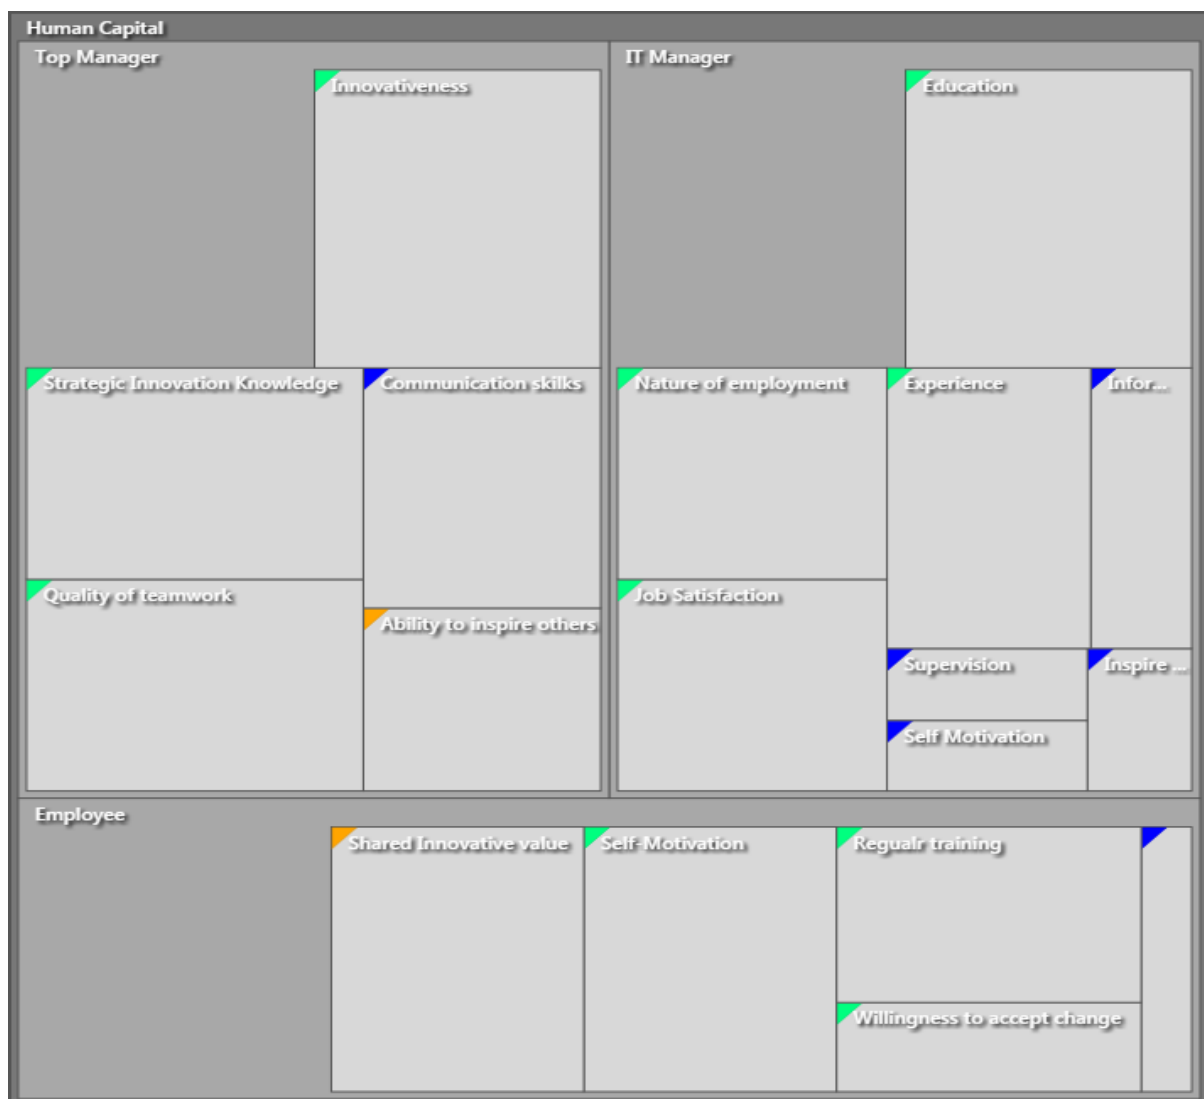 Human Capital
Top Manager
Innovativeness
Strategic Innovation Knowledge
Communication skilks
Quality of teamwork
Ability to inspire others
IT Manager
Education
Nature of employment
Experience
Infor...
Job Satisfaction
Supervision
Inspire ...
Self Motivation
Employee
Shared Innovative value
Self-Motivation
Regualr training
Willingness to accept change